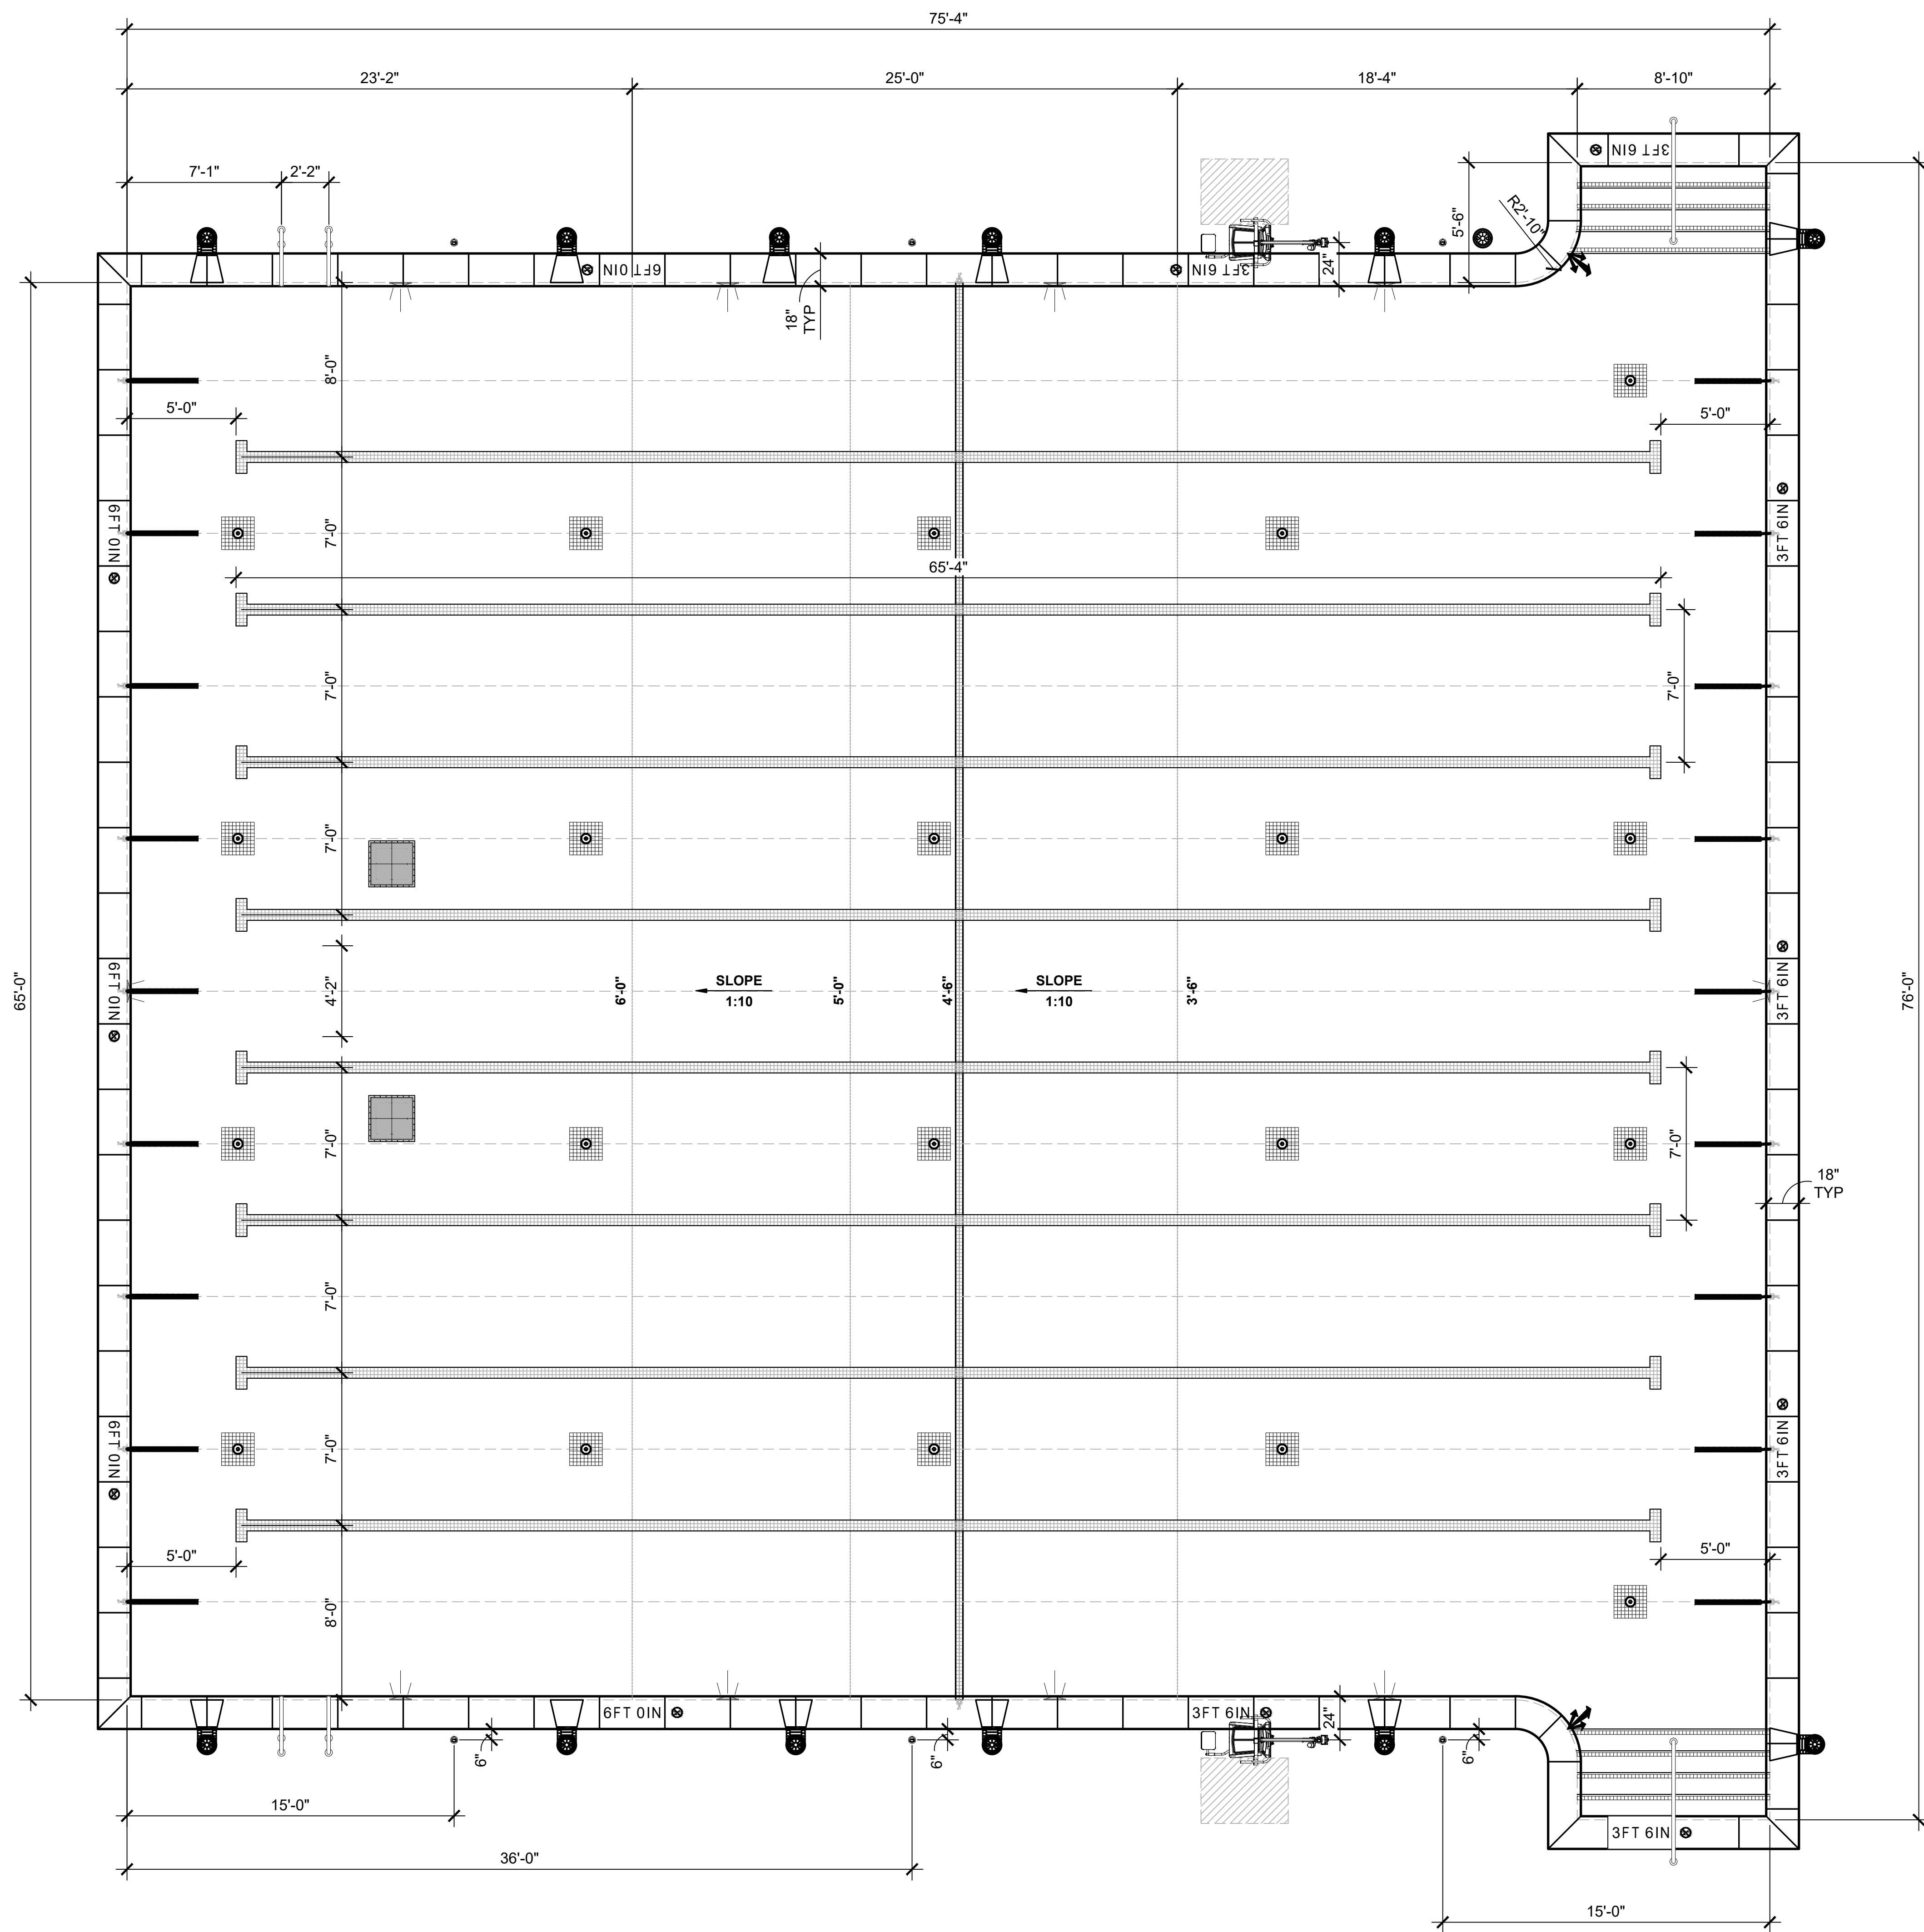 75'-4"
23'-2"
25'-0"
18'-4"
8'-10"
7'-1"
2'-2"
3FT 6IN
5'-6"
R2'-10"
6FT 0IN
3FT 6IN
24"
18"
TYP
8'-0"
5'-0"
5'-0"
6FT 0IN
7'-0"
3FT 6IN
65'-4"
7'-0"
7'-0"
7'-0"
65'-0"
6FT 0IN
4'-2"
6'-0"
SLOPE
1:10
5'-0"
4'-6"
SLOPE
1:10
3'-6"
3FT 6IN
76'-0"
7'-0"
7'-0"
18"
TYP
7'-0"
6FT 0IN
7'-0"
3FT 6IN
5'-0"
5'-0"
8'-0"
6FT 0IN
3FT 6IN
24"
6"
6"
6"
15'-0"
3FT 6IN
36'-0"
15'-0"